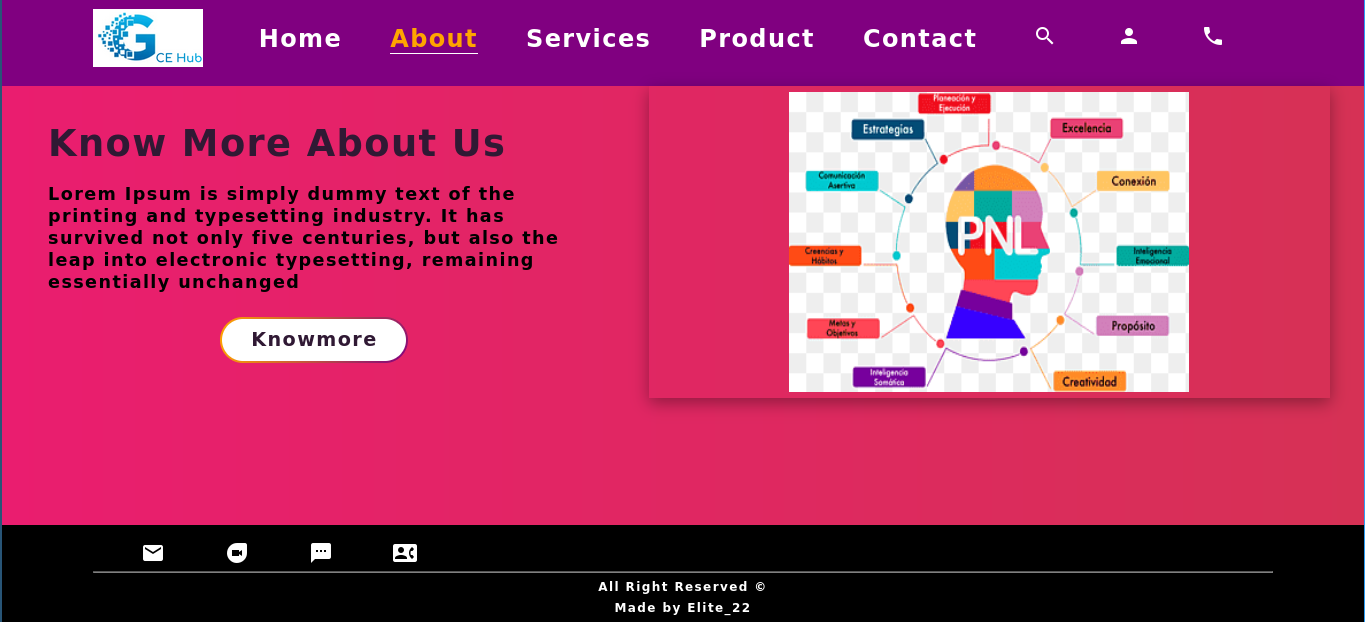 G
CE Hub
Home
About
Services
Product
Contact
Know More About Us
Lorem Ipsum is simply dummy text of the
printing and typesetting industry. It has
survived not only five centuries, but also the
leap into electronic typesetting, remaining
essentially unchanged
Knowmore
Planeación y
Ejecución
Estrategias
Excelencia
Comunicación
Asertiva
Conexión
PNL
Creencias y
Hábitos
Inteligencia
Emocional
Metas y
Objetivos
Propósito
Inteligencia
Somática
Creatividad
All Right Reserved ©
Made by Elite_22